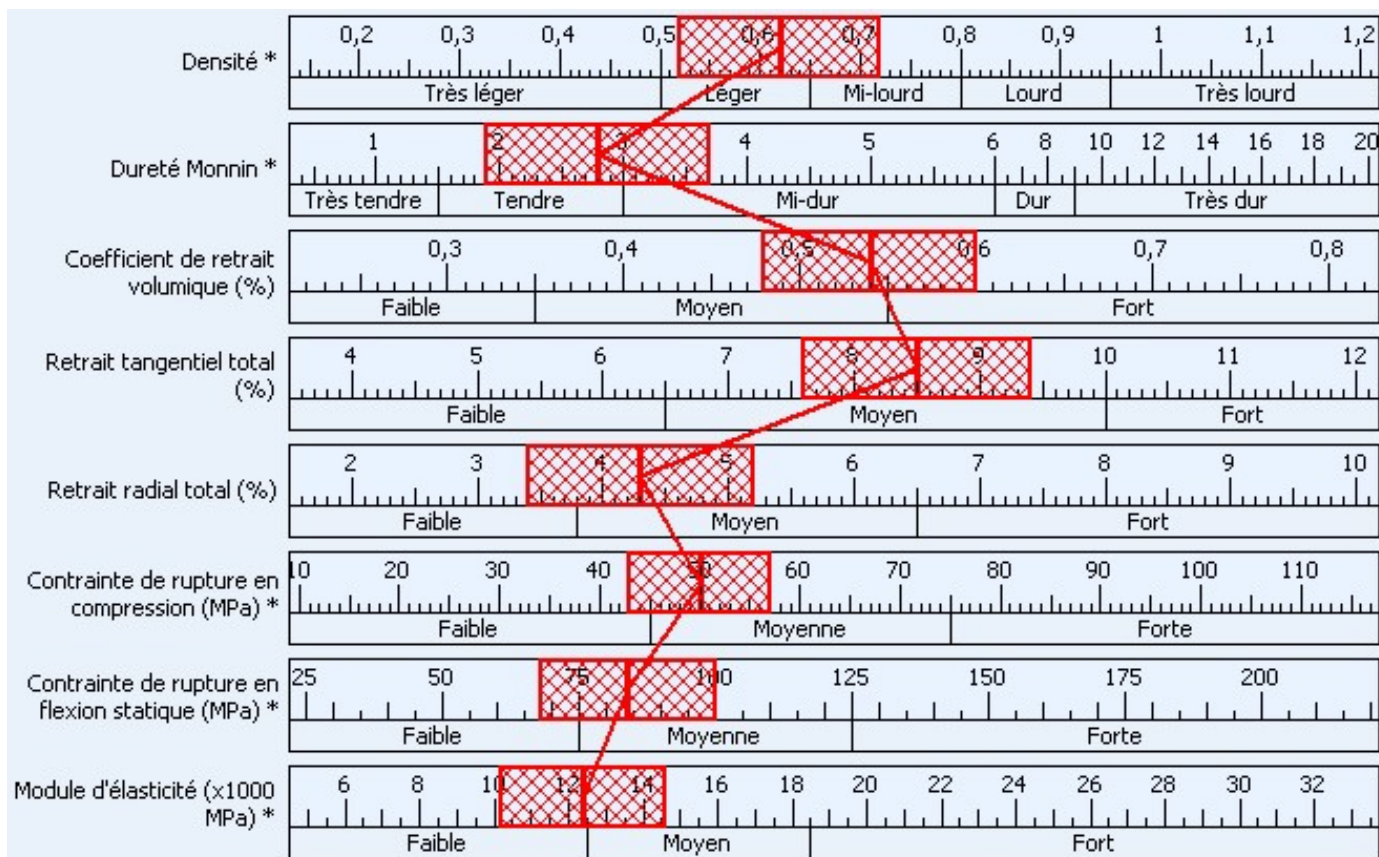 0,2 0,3 0,4 0,5 0,6 0,7 0,8 0,9 1 1,1 1,2
Densité *
Très léger Léger Mi-lourd Lourd Très lourd
1 2 3 4 5 6 8 10 12 14 16 18 20
Dureté Monnin *
Très tendre Tendre Mi-dur Dur Très dur
0,3 0,4 0,5 0,6 0,7 0,8
Coefficient de retrait
volumique (%)
Faible Moyen Fort
4 5 6 7 8 9 10 11 12
Retrait tangentiel total
(%)
Faible Moyen Fort
2 3 4 5 6 7 8 9 10
Retrait radial total (%)
Faible Moyen Fort
10 20 30 40 50 60 70 80 90 100 110
Contrainte de rupture en
compression (MPa) *
Faible Moyenne Forte
25 50 75 100 125 150 175 200
Contrainte de rupture en
flexion statique (MPa) *
Faible Moyenne Forte
6 8 10 12 14 16 18 20 22 24 26 28 30 32
Module d'élasticité (x1000
MPa) *
Faible Moyen Fort